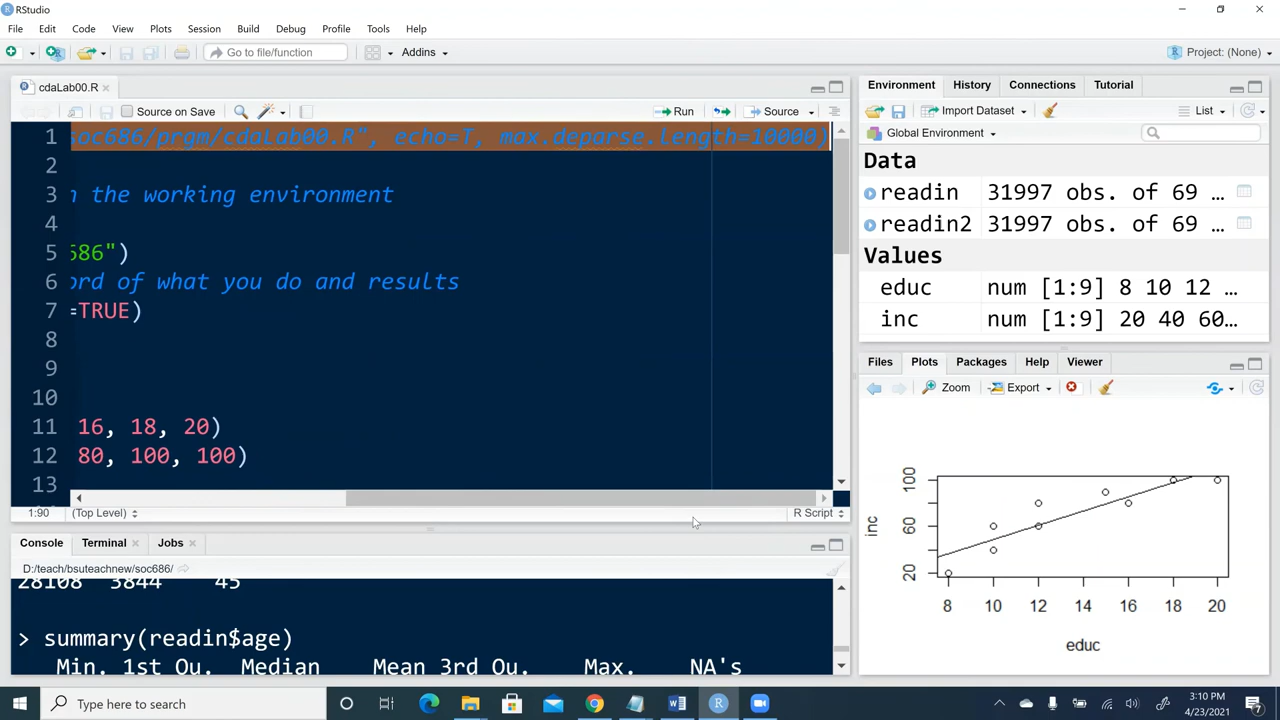 RStudio
File Edit Code View Plots Session Build Debug Profile Tools Help
Go to file/function
Addins
Project: (None)
cdaLab00.R
Source on Save
Run
Source
1 soc686/prgm/cdaLab00.R", echo=T, max.deparse.length=10000)
2
3 n the working environment
4
5 686")
6 ord of what you do and results
7 =TRUE)
8
9
10
11 16, 18, 20)
12 80, 100, 100)
13
1:90 (Top Level) R Script
Console Terminal Jobs
D:/teach/bsuteachnew/soc686/
28108 3844 45
> summary(readin$age)
Min. 1st Qu. Median Mean 3rd Qu. Max. NA's
Environment History Connections Tutorial
Import Dataset List
Global Environment
Data
readin 31997 obs. of 69 …
readin2 31997 obs. of 69 …
Values
educ num [1:9] 8 10 12 …
inc num [1:9] 20 40 60…
Files Plots Packages Help Viewer
Zoom Export
inc
100
60
20
8 10 12 14 16 18 20
educ
Type here to search
3:10 PM
4/23/2021
7